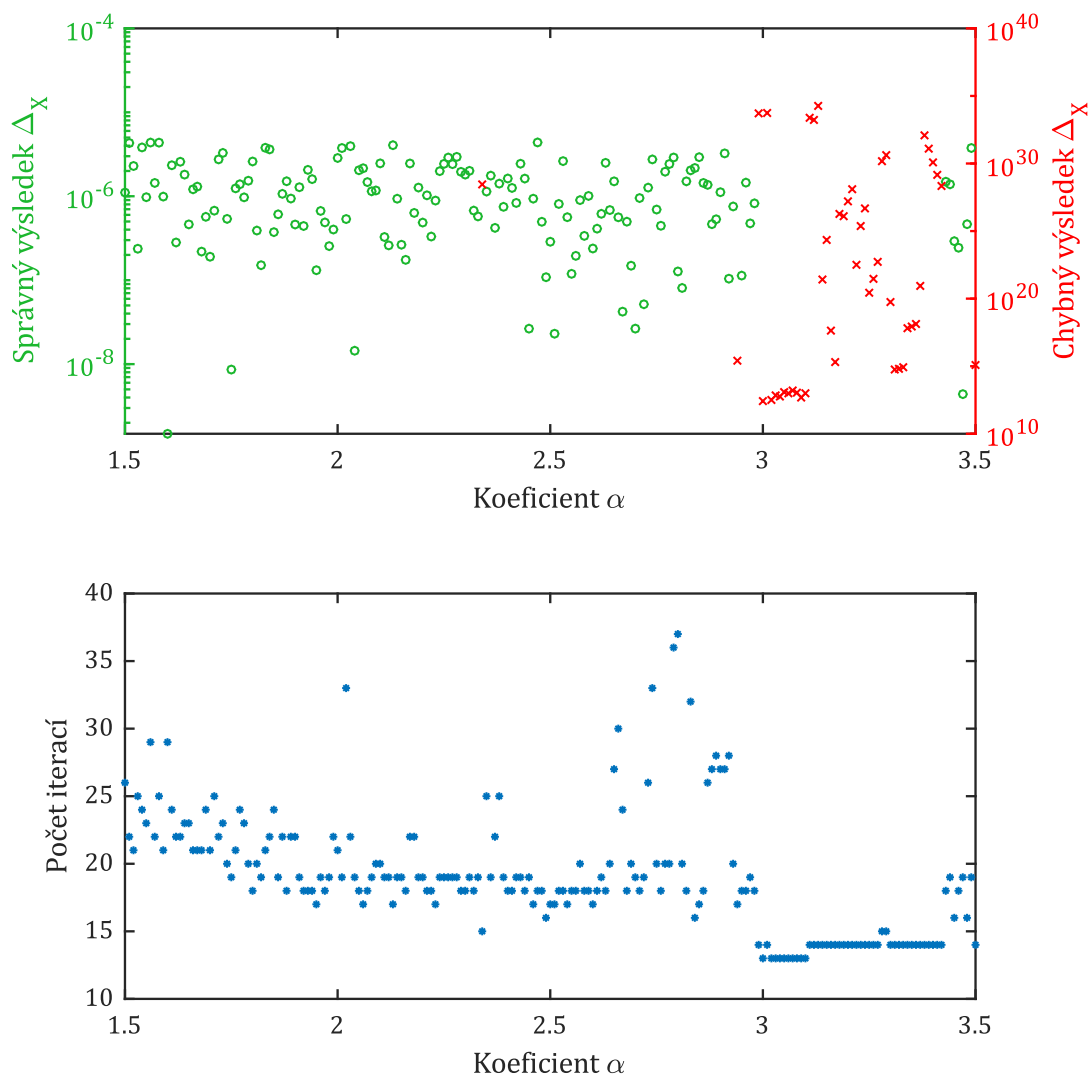 10^-4
10^-6
10^-8
Správný výsledek Δ_X
10^40
10^30
10^20
10^10
Chybný výsledek Δ_X
1.5 2 2.5 3 3.5
Koeficient α
40
35
30
25
20
15
10
Počet iterací
1.5 2 2.5 3 3.5
Koeficient α